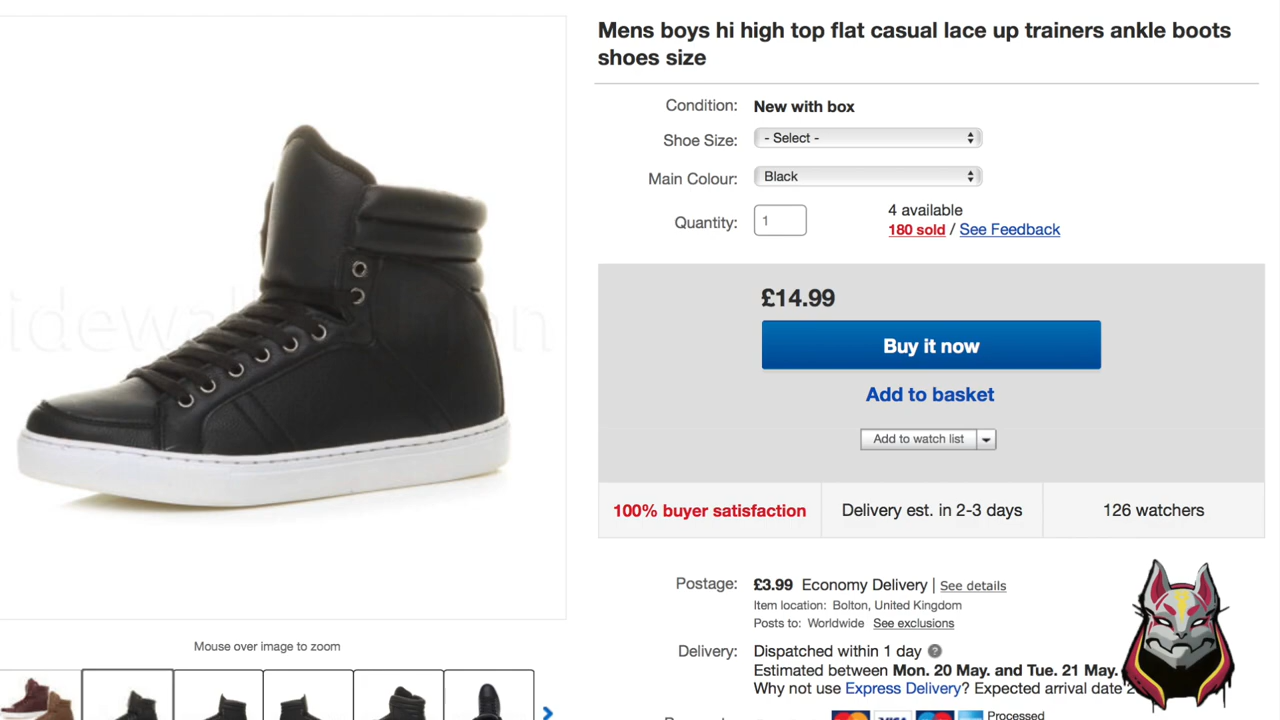 Mens boys hi high top flat casual lace up trainers ankle boots
shoes size
Condition: New with box
Shoe Size: - Select -
Main Colour: Black
Quantity: 1
4 available
180 sold / See Feedback
£14.99
Buy it now
Add to basket
Add to watch list
100% buyer satisfaction
Delivery est. in 2-3 days
126 watchers
Postage: £3.99 Economy Delivery | See details
Item location: Bolton, United Kingdom
Posts to: Worldwide See exclusions
Delivery: Dispatched within 1 day ?
Estimated between Mon. 20 May. and Tue. 21 May.
Why not use Express Delivery? Expected arrival date
Mouse over image to zoom
Processed